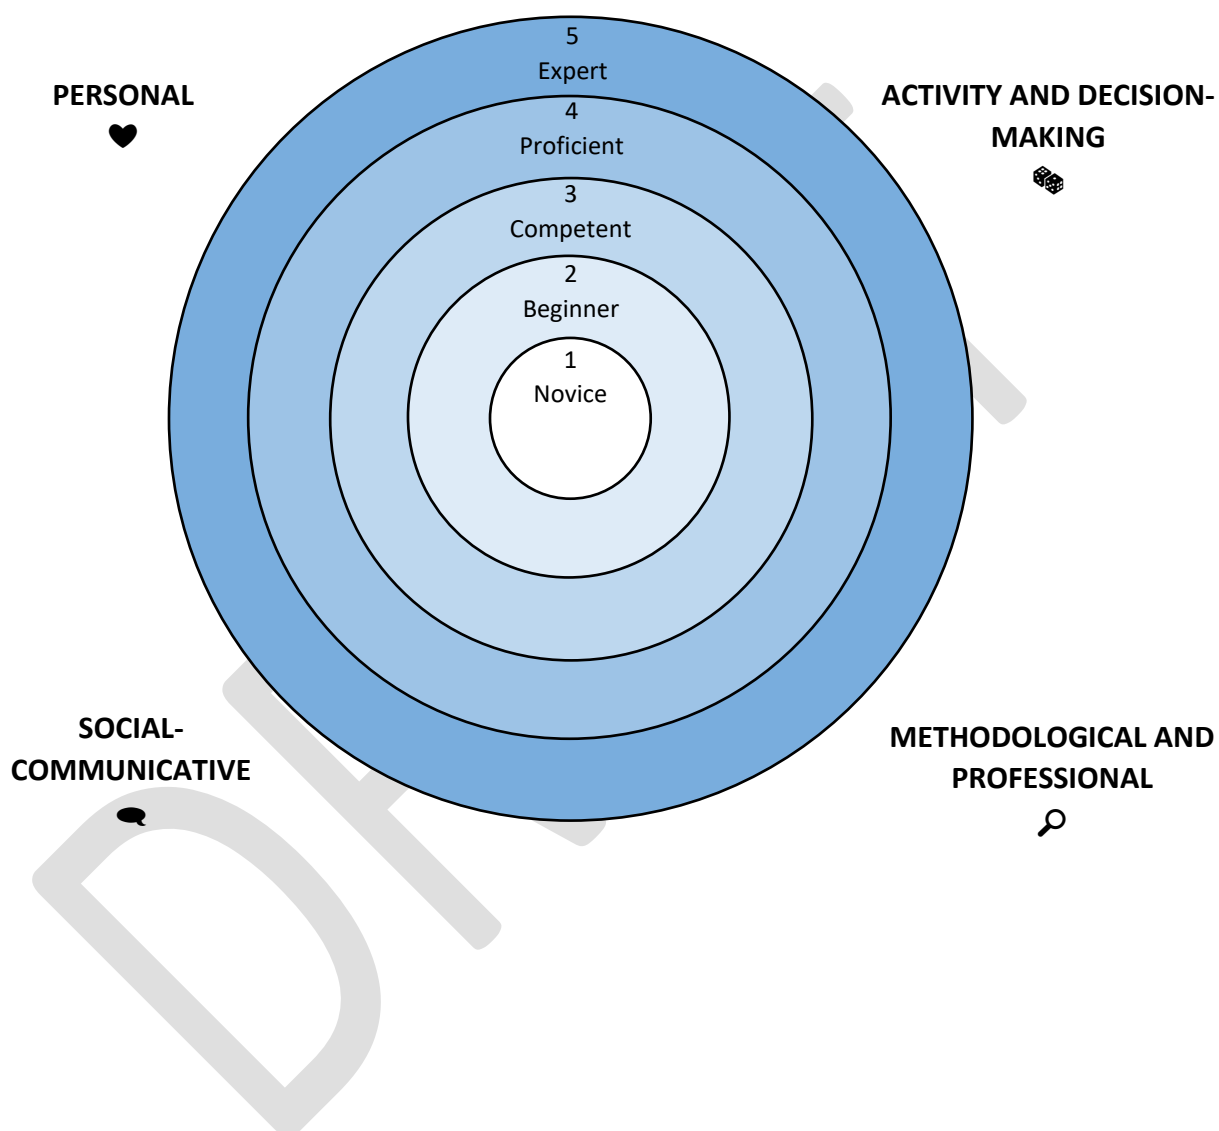 5
Expert
PERSONAL
ACTIVITY AND DECISION-
MAKING
4
Proficient
3
Competent
2
Beginner
1
Novice
SOCIAL-
COMMUNICATIVE
METHODOLOGICAL AND
PROFESSIONAL